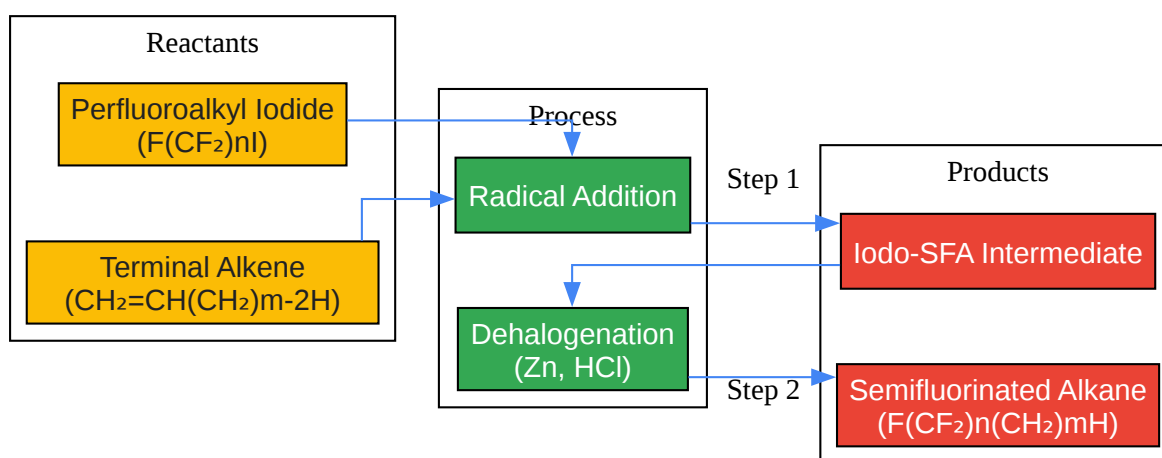 Reactants
Perfluoroalkyl Iodide
(F(CF₂)nI)
Terminal Alkene
(CH₂=CH(CH₂)m-2H)
Process
Radical Addition
Dehalogenation
(Zn, HCl)
Step 1
Step 2
Products
Iodo-SFA Intermediate
Semifluorinated Alkane
(F(CF₂)n(CH₂)mH)